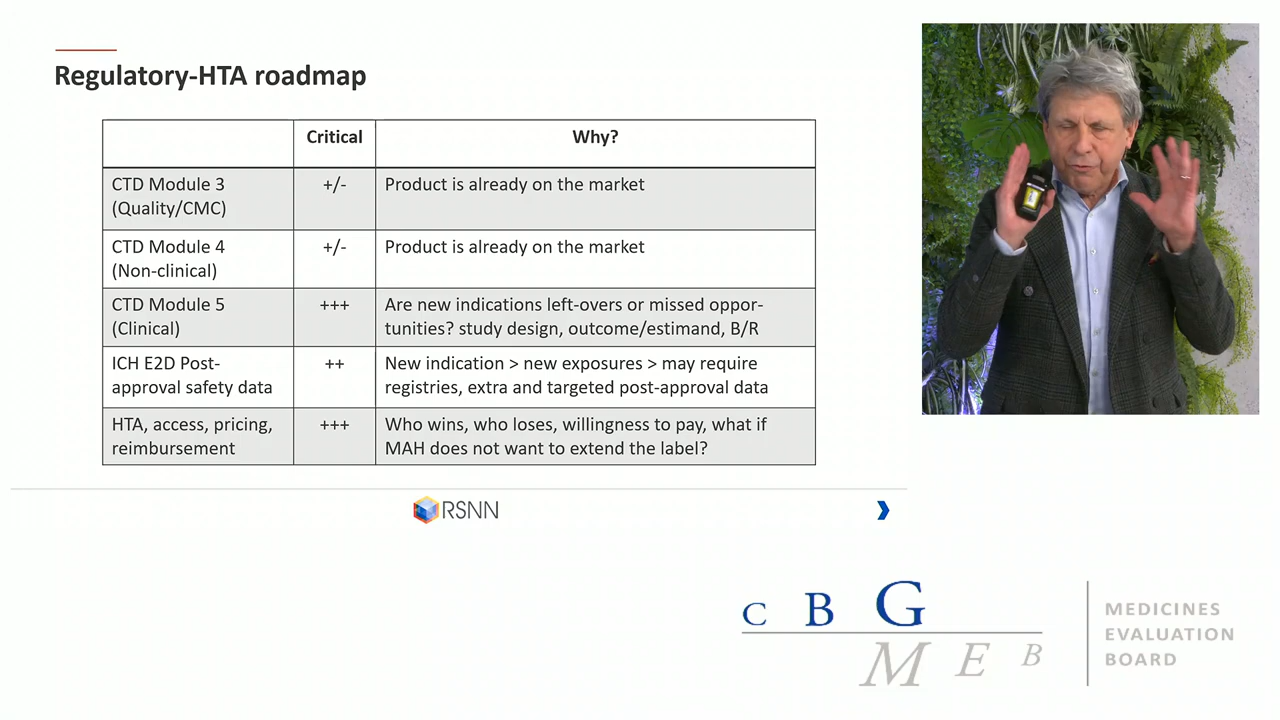 Regulatory-HTA roadmap
Critical
Why?
CTD Module 3
(Quality/CMC)
+/-
Product is already on the market
CTD Module 4
(Non-clinical)
+/-
Product is already on the market
CTD Module 5
(Clinical)
+++
Are new indications left-overs or missed oppor-
tunities? study design, outcome/estimand, B/R
ICH E2D Post-
approval safety data
++
New indication > new exposures > may require
registries, extra and targeted post-approval data
HTA, access, pricing,
reimbursement
+++
Who wins, who loses, willingness to pay, what if
MAH does not want to extend the label?
RSNN
C B G
M E B
MEDICINES
EVALUATION
BOARD